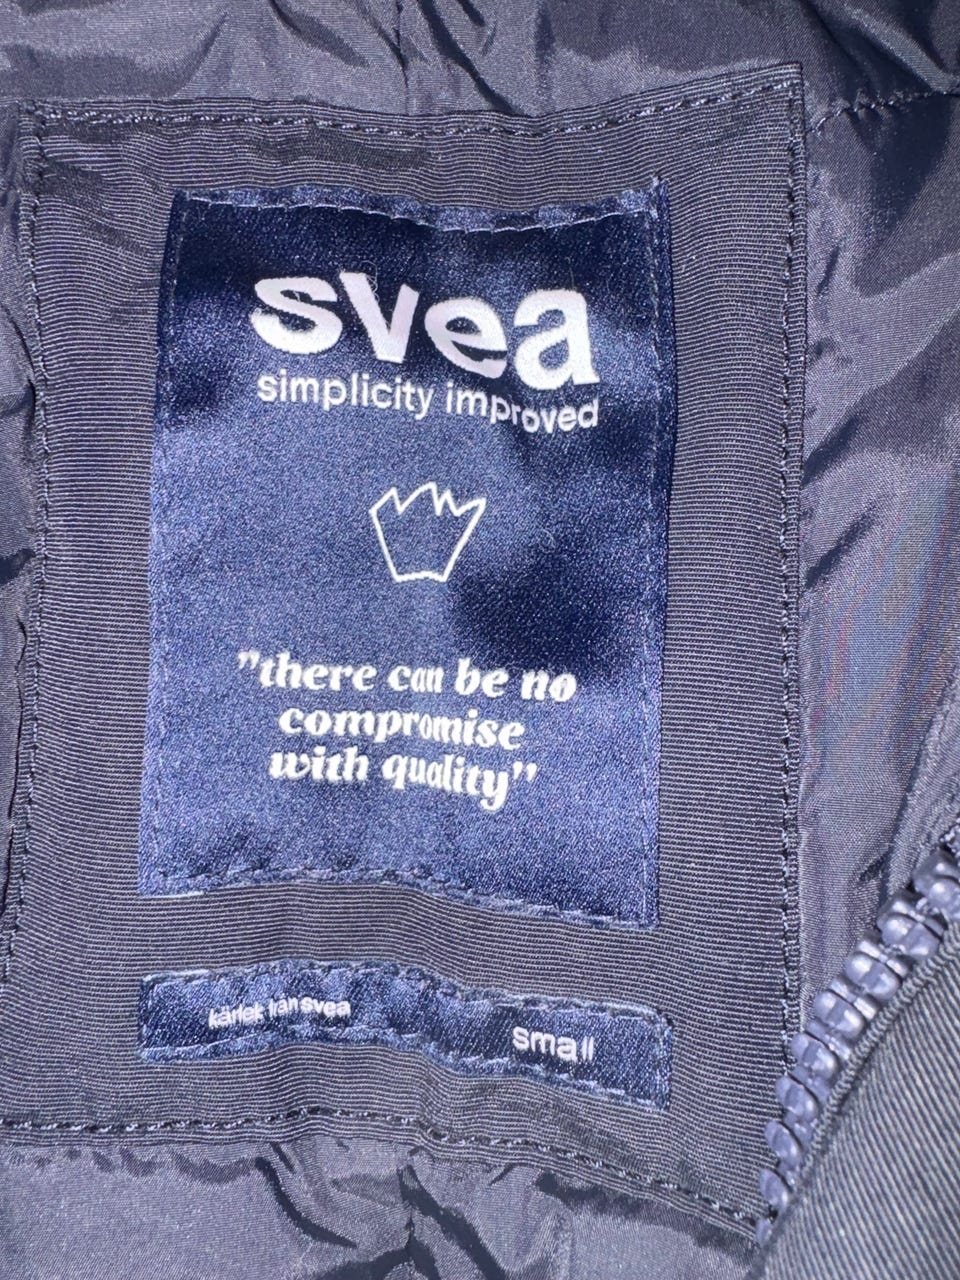 svea
simplicity improved
"there can be no
compromise
with quality"
kärlek från svea
small